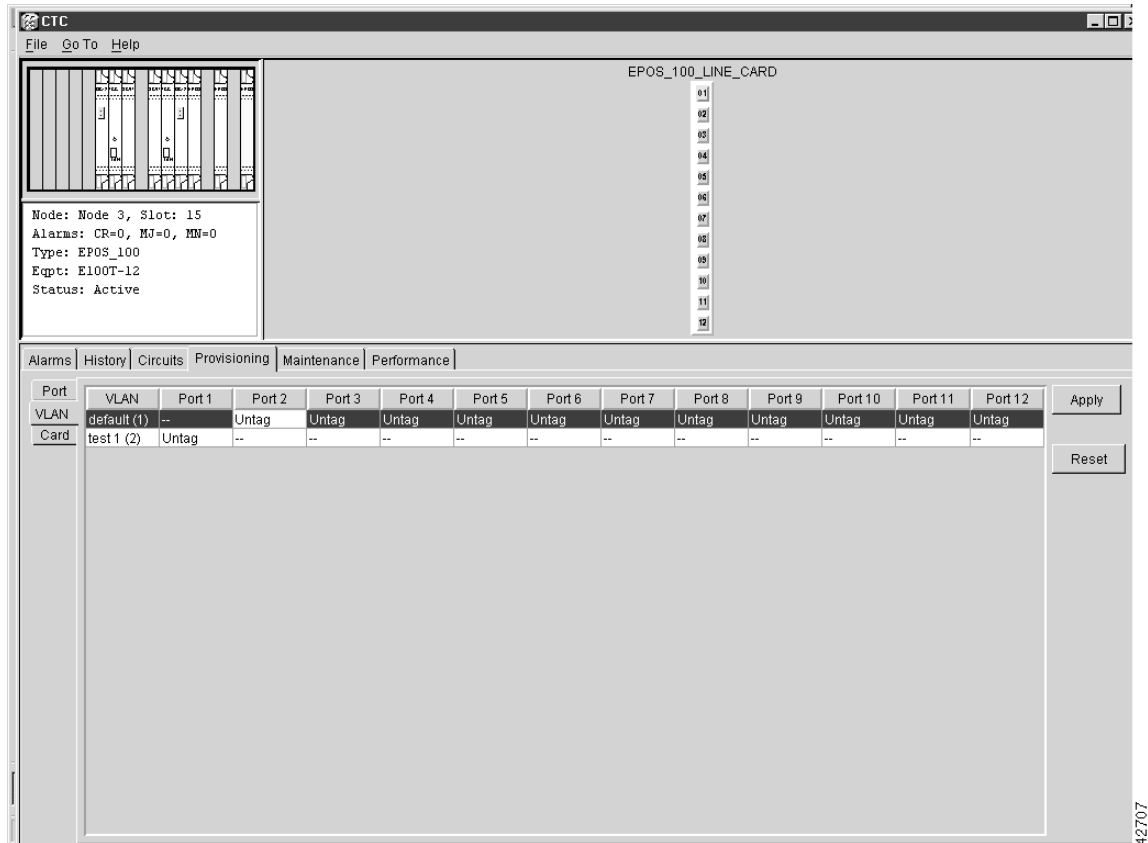 CTC
File Go To Help
EPOS_100_LINE_CARD
01
02
03
04
05
06
07
08
09
10
11
12
Node: Node 3, Slot: 15
Alarms: CR=0, MJ=0, MN=0
Type: EPOS_100
Eqpt: E100T-12
Status: Active
Alarms History Circuits Provisioning Maintenance Performance
Port
VLAN
Card
VLAN Port 1 Port 2 Port 3 Port 4 Port 5 Port 6 Port 7 Port 8 Port 9 Port 10 Port 11 Port 12
default (1) -- Untag Untag Untag Untag Untag Untag Untag Untag Untag Untag Untag
test 1 (2) Untag -- -- -- -- -- -- -- -- -- -- --
Apply
Reset
42707